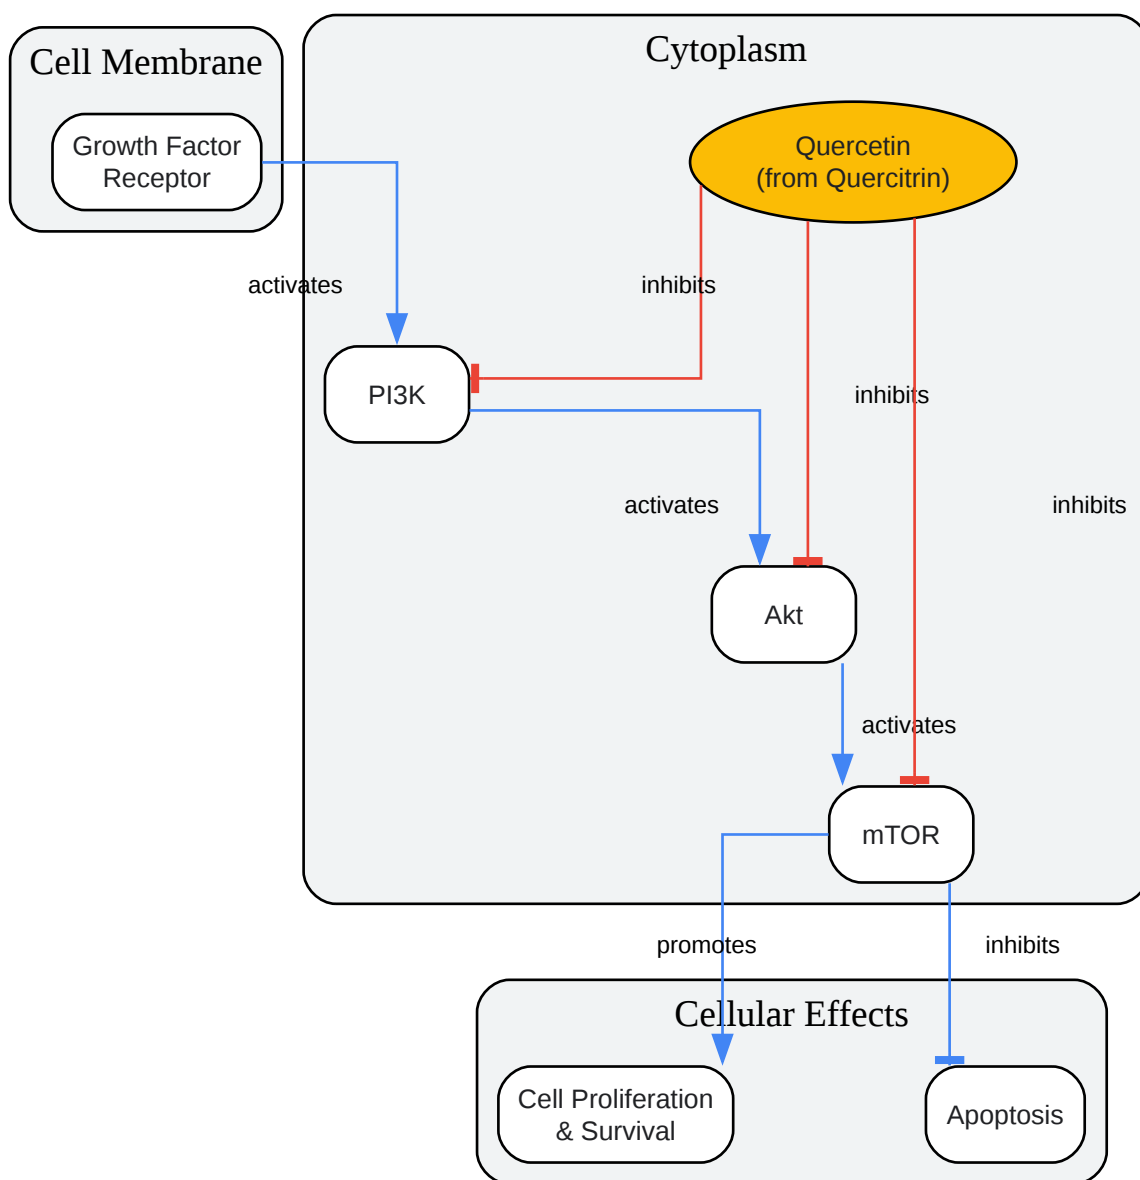 Cell Membrane
Cytoplasm
Growth Factor
Receptor
Quercetin
(from Quercitrin)
activates
inhibits
PI3K
inhibits
activates
inhibits
Akt
activates
mTOR
promotes
inhibits
Cellular Effects
Cell Proliferation
& Survival
Apoptosis